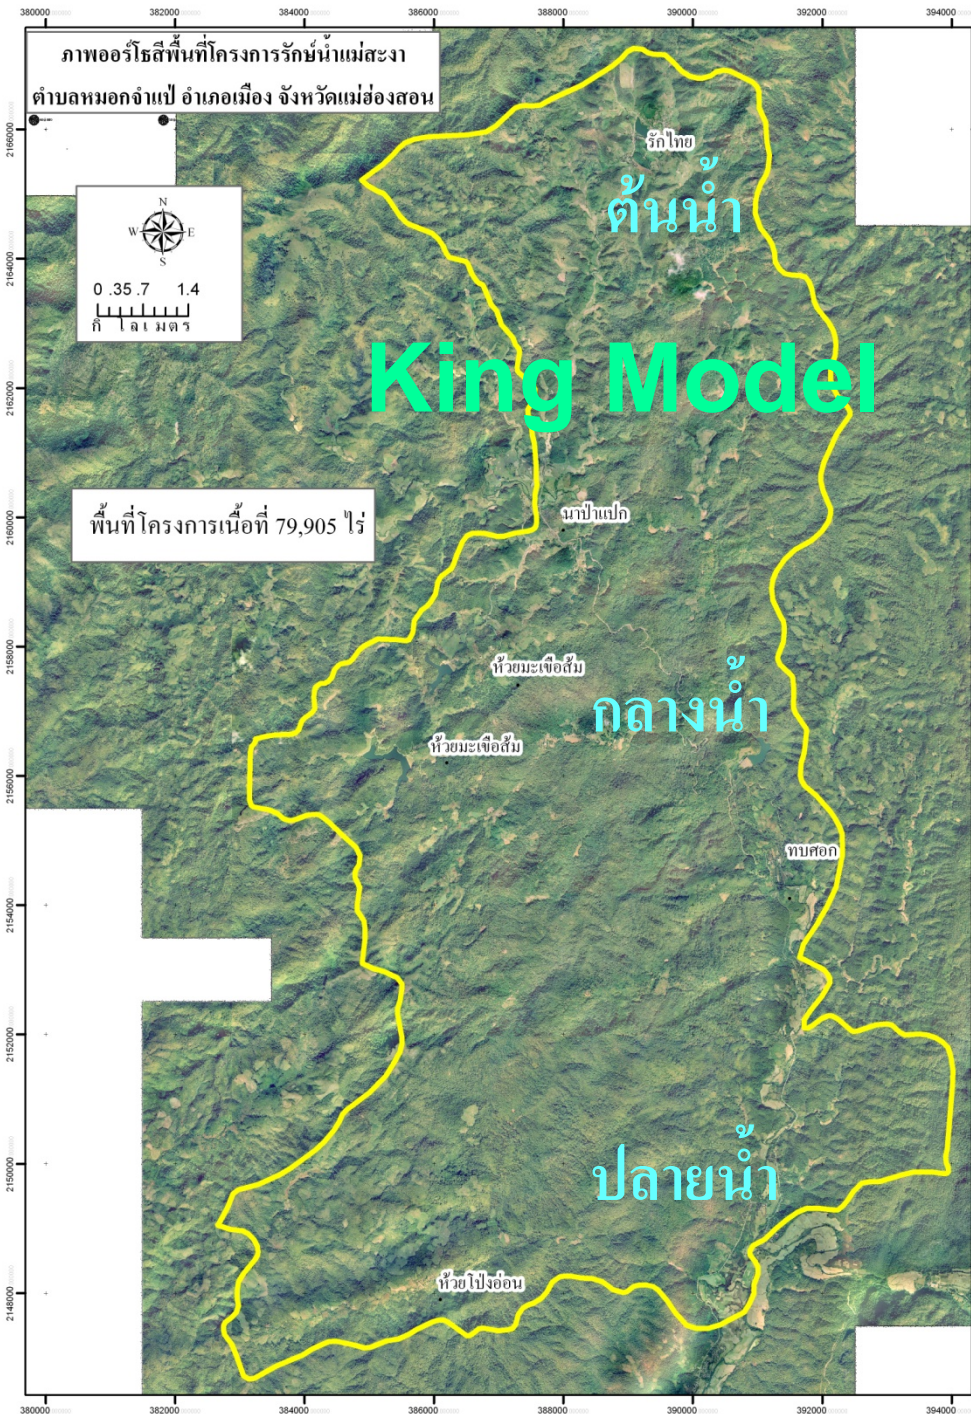 380000 382000 384000 386000 388000 390000 392000 394000
ภาพออร์โธสีพื้นที่โครงการรักษ์น้ำแม่สะงา
ตำบลหมอกจำแป่ อำเภอเมือง จังหวัดแม่ฮ่องสอน
2166000
รักไทย
ต้นน้ำ
N
W E
S
2164000
0 .35 .7 1.4
กิโลเมตร
King Model
2162000
พื้นที่โครงการเนื้อที่ 79,905 ไร่
นาป่าแปก
2160000
2158000
ห้วยมะเขือส้ม
กลางน้ำ
ห้วยมะเขือส้ม
2156000
ทบศอก
2154000
2152000
2150000
ปลายน้ำ
ห้วยโป่งอ่อน
2148000
380000 382000 384000 386000 388000 390000 392000 394000